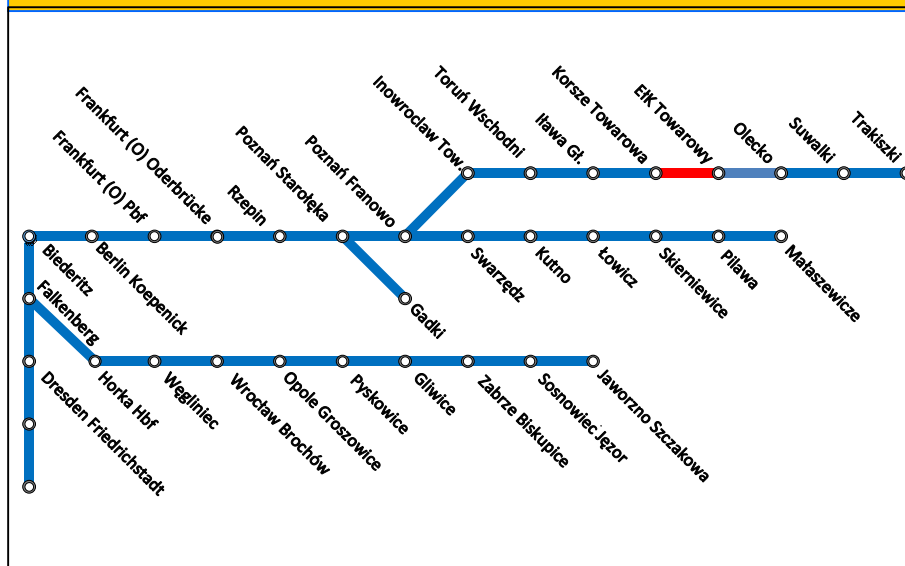 Frankfurt (O) Pbf
Frankfurt (O) Oderbrücke
Rzepin
Poznań Starołęka
Poznań Franowo
Inowrocław Tow.
Toruń Wschodni
Iława Gł.
Korsze Towarowa
EłK Towarowy
Olecko
Suwalki
Trakiszki
Biederitz
Berlin Koepenick
Swarzędz
Kutno
Łowicz
Skierniewice
Pilawa
Małaszewicze
Gadki
Falkenberg
Dresden Friedrichstadt
Horka Hbf
Węgliniec
Wrocław Brochów
Opole Groszowice
Pyskowice
Gliwice
Zabrze Biskupice
Sosnowiec Jęzor
Jaworzno Szczakowa